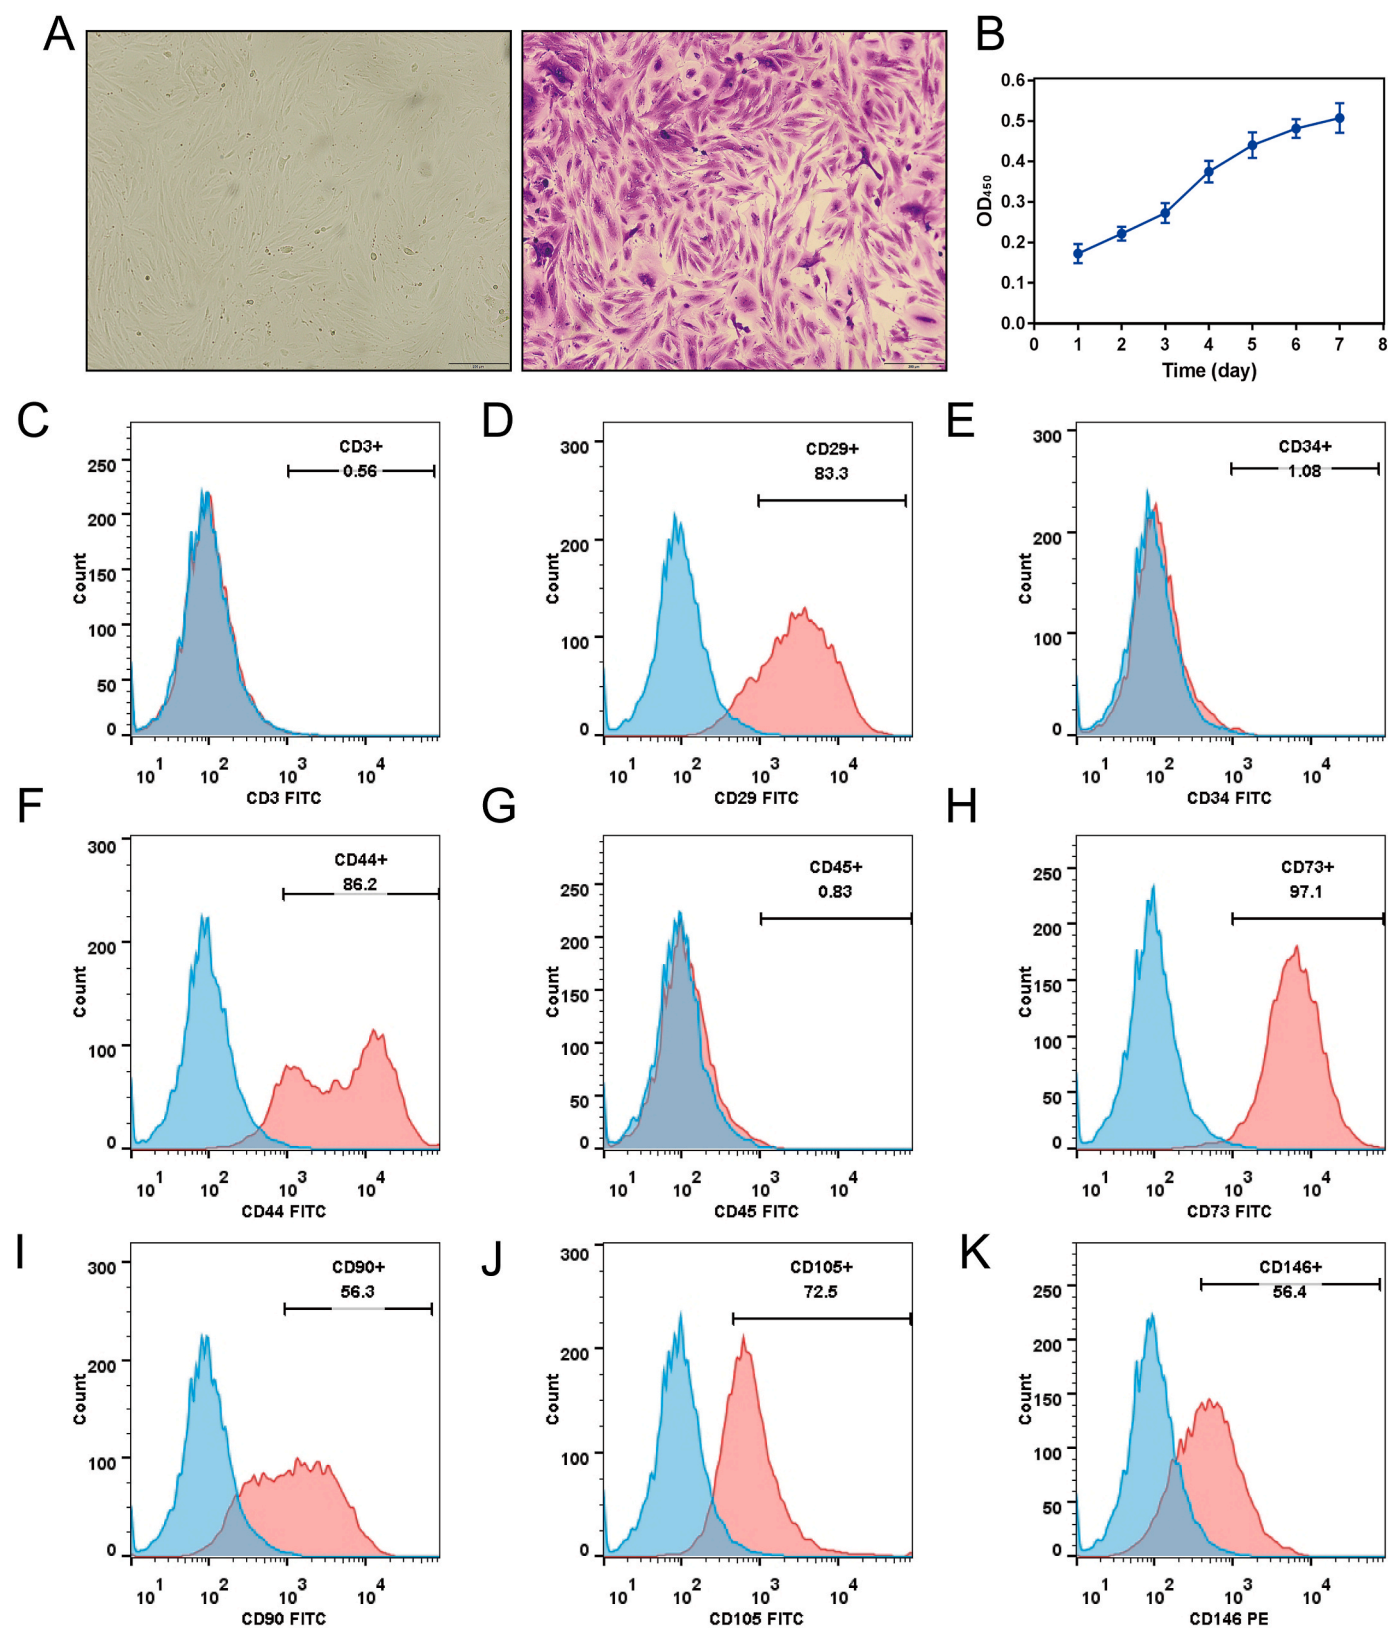 A
B
0.6
0.5
0.4
0.3
0.2
0.1
0.0
OD450
0 1 2 3 4 5 6 7 8
Time (day)
C
CD3+
0.56
250
200
150
100
50
0
Count
10^1 10^2 10^3 10^4
CD3 FITC
D
CD29+
83.3
300
200
100
0
Count
10^1 10^2 10^3 10^4
CD29 FITC
E
CD34+
1.08
300
200
100
0
Count
10^1 10^2 10^3 10^4
CD34 FITC
F
CD44+
86.2
300
200
100
0
Count
10^1 10^2 10^3 10^4
CD44 FITC
G
CD45+
0.83
250
200
150
100
50
0
Count
10^1 10^2 10^3 10^4
CD45 FITC
H
CD73+
97.1
250
200
150
100
50
0
Count
10^1 10^2 10^3 10^4
CD73 FITC
I
CD90+
56.3
300
200
100
0
Count
10^1 10^2 10^3 10^4
CD90 FITC
J
CD105+
72.5
300
200
100
0
Count
10^1 10^2 10^3 10^4
CD105 FITC
K
CD146+
56.4
250
200
150
100
50
0
Count
10^1 10^2 10^3 10^4
CD146 PE